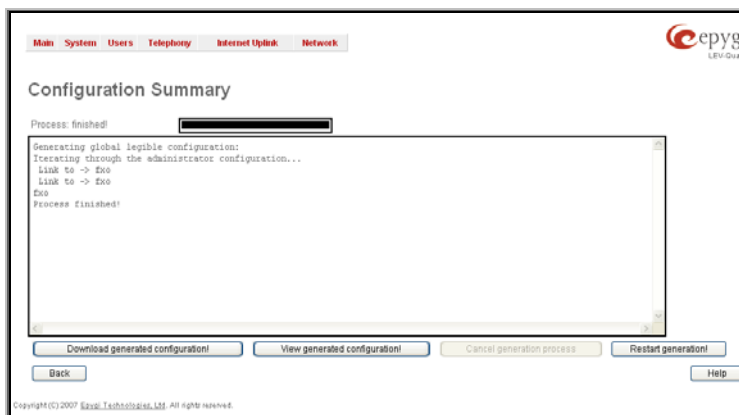 Main System Users Telephony Internet Uplink Network
epyg
LEV-Qua
Configuration Summary
Process: finished!
Generating global legible configuration:
Iterating through the administrator configuration...
Link to -> fxo
Link to -> fxo
fxo
Process finished!
Download generated configuration! View generated configuration! Cancel generation process Restart generation!
Back Help
Copyright (C) 2007 Epygi Technologies, Ltd. All rights reserved.